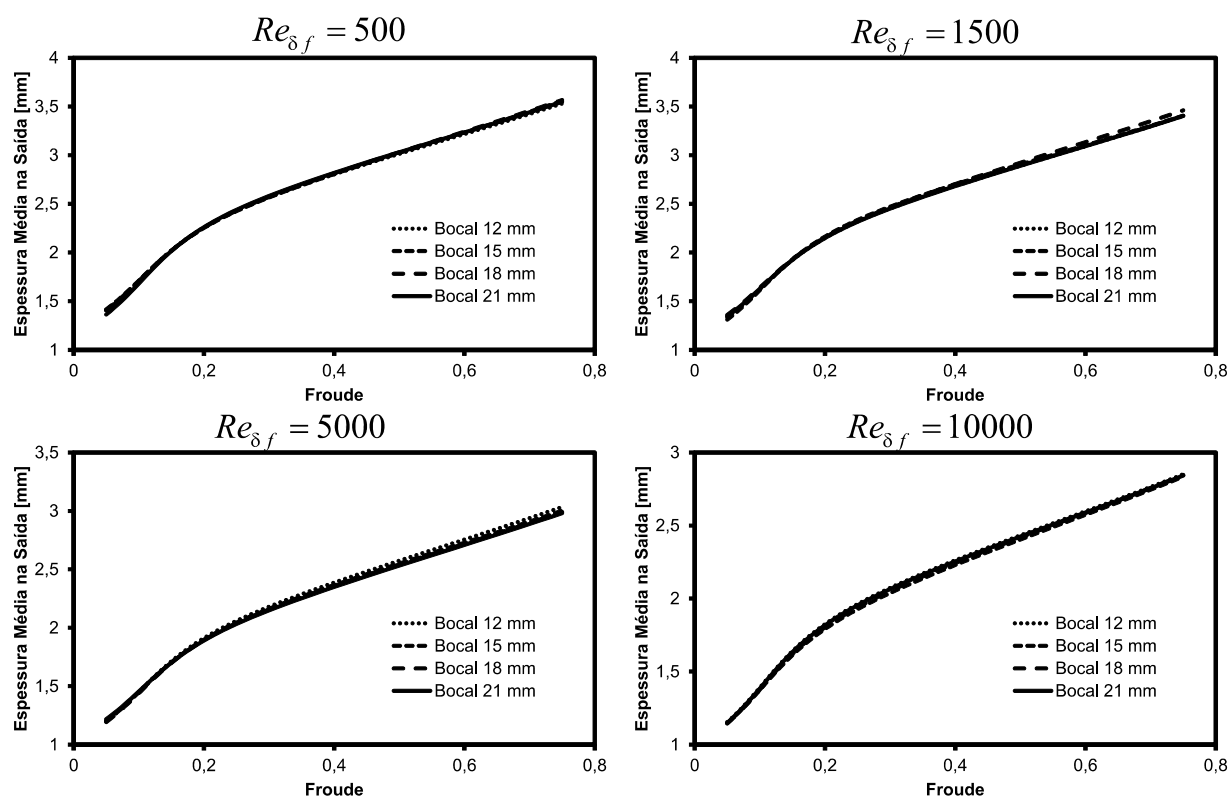 Re δ f = 500
Espessura Média na Saída [mm]
4
3,5
3
2,5
2
1,5
1
0
0,2
0,4
0,6
0,8
Froude
Bocal 12 mm
Bocal 15 mm
Bocal 18 mm
Bocal 21 mm
Re δ f = 1500
Espessura Média na Saída [mm]
4
3,5
3
2,5
2
1,5
1
0
0,2
0,4
0,6
0,8
Froude
Bocal 12 mm
Bocal 15 mm
Bocal 18 mm
Bocal 21 mm
Re δ f = 5000
Espessura Média na Saída [mm]
3,5
3
2,5
2
1,5
1
0
0,2
0,4
0,6
0,8
Froude
Bocal 12 mm
Bocal 15 mm
Bocal 18 mm
Bocal 21 mm
Re δ f = 10000
Espessura Média na Saída [mm]
3
2,5
2
1,5
1
0
0,2
0,4
0,6
0,8
Froude
Bocal 12 mm
Bocal 15 mm
Bocal 18 mm
Bocal 21 mm